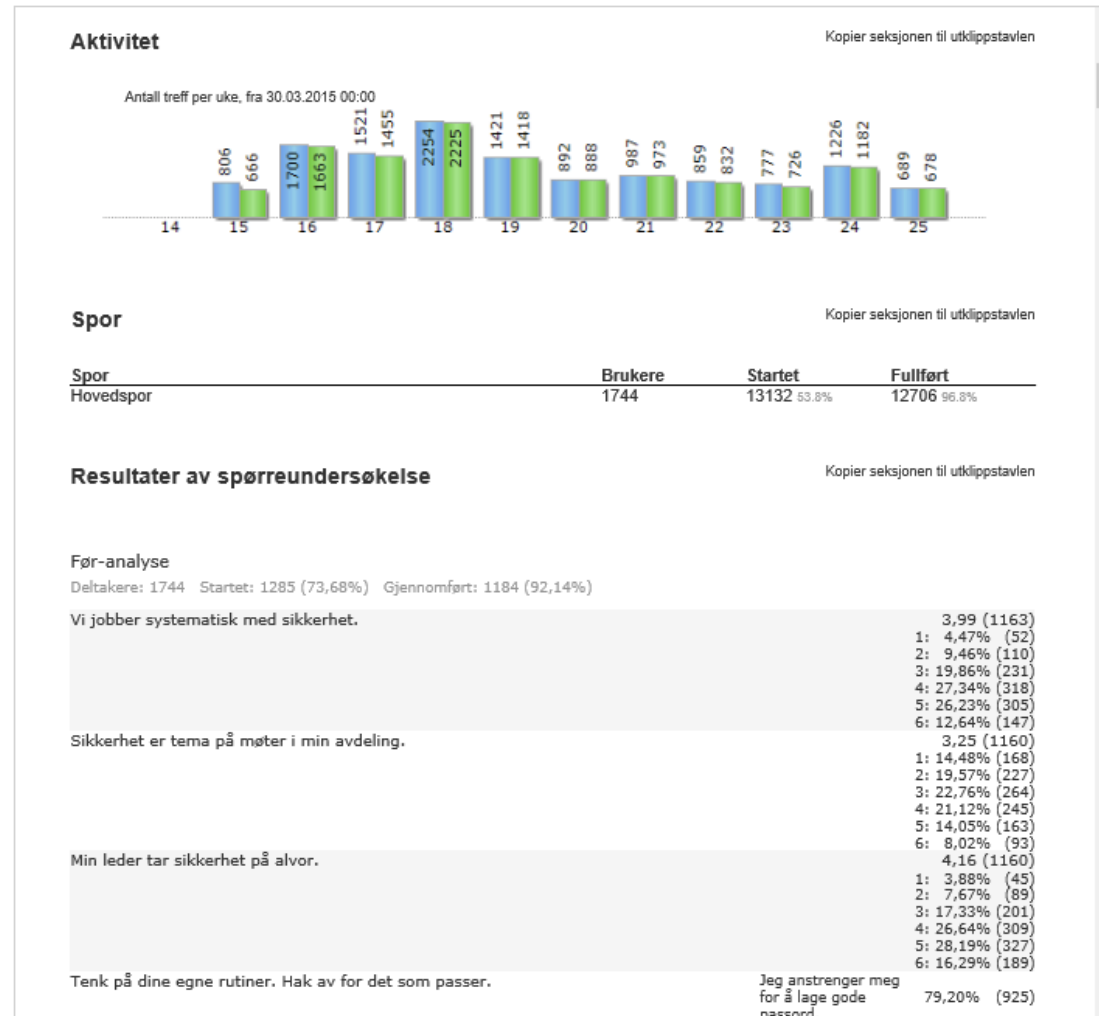 Aktivitet
Kopier seksjonen til utklippstavlen
Antall treff per uke, fra 30.03.2015 00:00
806 666 1700 1663 1521 1455 2254 2225 1421 1418 892 888 987 973 859 832 777 726 1226 1182 689 678
14 15 16 17 18 19 20 21 22 23 24 25
Spor
Kopier seksjonen til utklippstavlen
Spor Brukere Startet Fullført
Hovedspor 1744 13132 53.8% 12706 96.8%
Resultater av spørreundersøkelse
Kopier seksjonen til utklippstavlen
Før-analyse
Deltakere: 1744 Startet: 1285 (73,68%) Gjennomført: 1184 (92,14%)
Vi jobber systematisk med sikkerhet. 3,99 (1163)
1: 4,47% (52)
2: 9,46% (110)
3: 19,86% (231)
4: 27,34% (318)
5: 26,23% (305)
6: 12,64% (147)
Sikkerhet er tema på møter i min avdeling. 3,25 (1160)
1: 14,48% (168)
2: 19,57% (227)
3: 22,76% (264)
4: 21,12% (245)
5: 14,05% (163)
6: 8,02% (93)
Min leder tar sikkerhet på alvor. 4,16 (1160)
1: 3,88% (45)
2: 7,67% (89)
3: 17,33% (201)
4: 26,64% (309)
5: 28,19% (327)
6: 16,29% (189)
Tenk på dine egne rutiner. Hak av for det som passer.
Jeg anstrenger meg
for å lage gode 79,20% (925)
passord